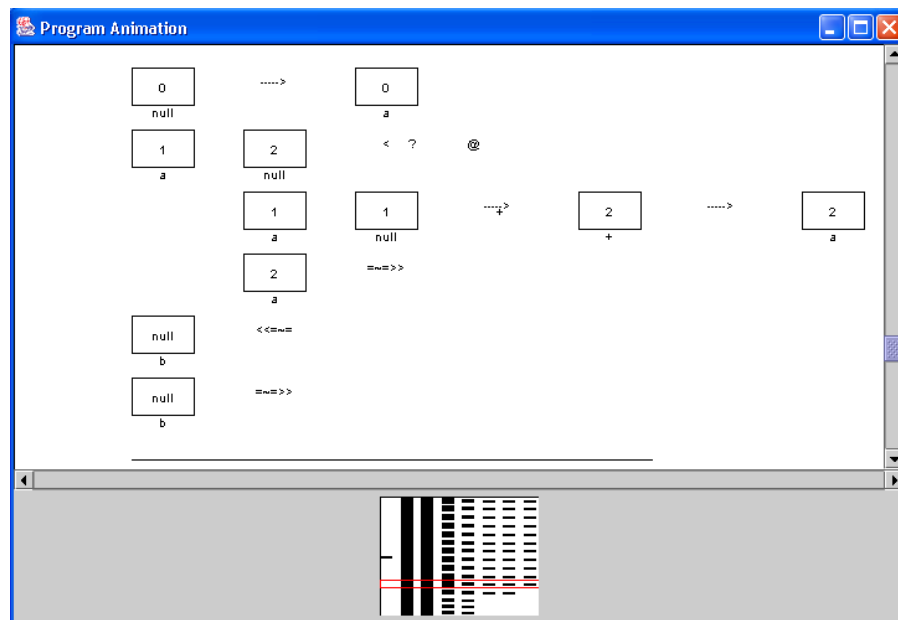 Program Animation
0 -----> 0
null a
1 2 < ? @
a null
1 1 -----> 2 -----> 2
+
a null + a
2 =~=>>
a
null <<=~=
b
null =~=>>
b